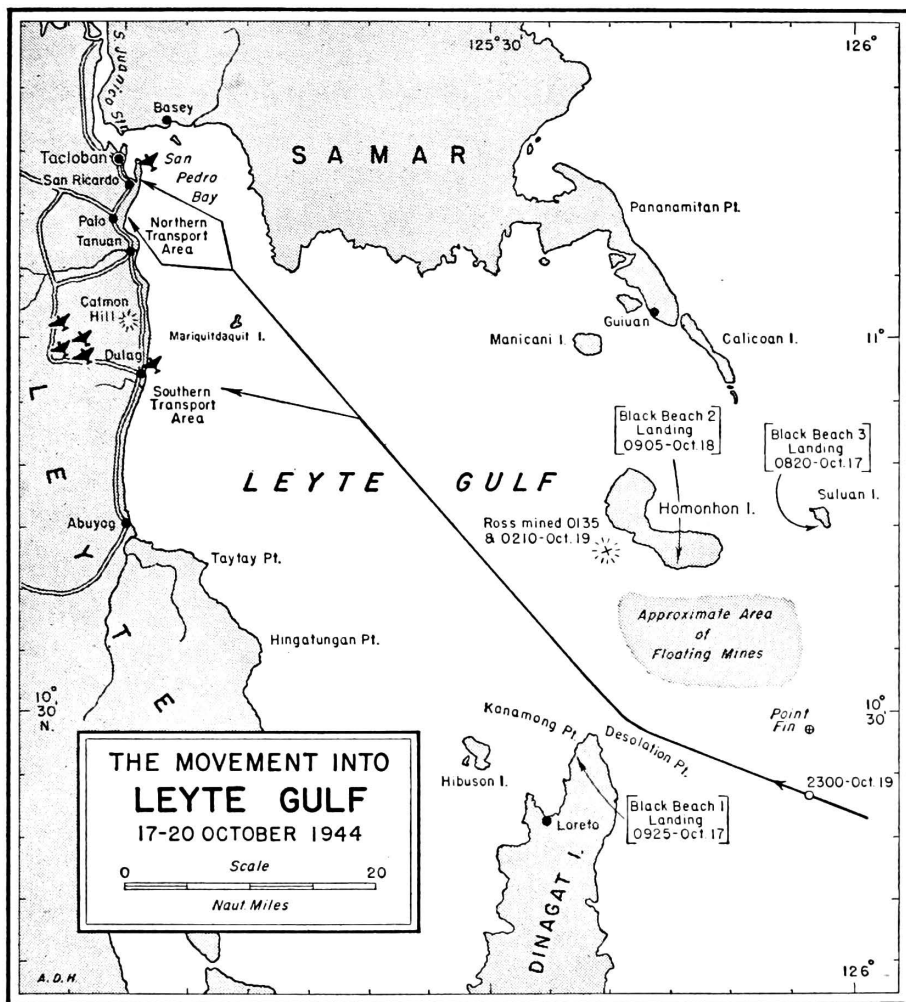 125° 30'
126°
S. Juanico Str.
Basey
SAMAR
Tacloban
San Ricardo
San
Pedro
Bay
Pananamitan Pt.
Palo
Tanuan
Northern
Transport
Area
Catmon
Hill
Mariquitdaquit I.
Guiuan
Manicani I.
Calicoan I.
11°
Dulag
Southern
Transport
Area
Black Beach 2
Landing
0905-Oct. 18
Black Beach 3
Landing
0820-Oct. 17
LEYTE GULF
Suluan I.
Homonhon I.
Ross mined 0135
& 0210-Oct. 19
Abuyog
LEYTE
Taytay Pt.
Approximate Area
of
Floating Mines
Hingatungan Pt.
10°
30'
N.
10°
30'
Point
Fin
Kanamong Pt.
Desolation Pt.
Hibuson I.
2300-Oct. 19
Black Beach 1
Landing
0925-Oct. 17
Loreto
DINAGAT I.
THE MOVEMENT INTO
LEYTE GULF
17-20 OCTOBER 1944
Scale
0 20
Naut. Miles
A.D.H.
126°